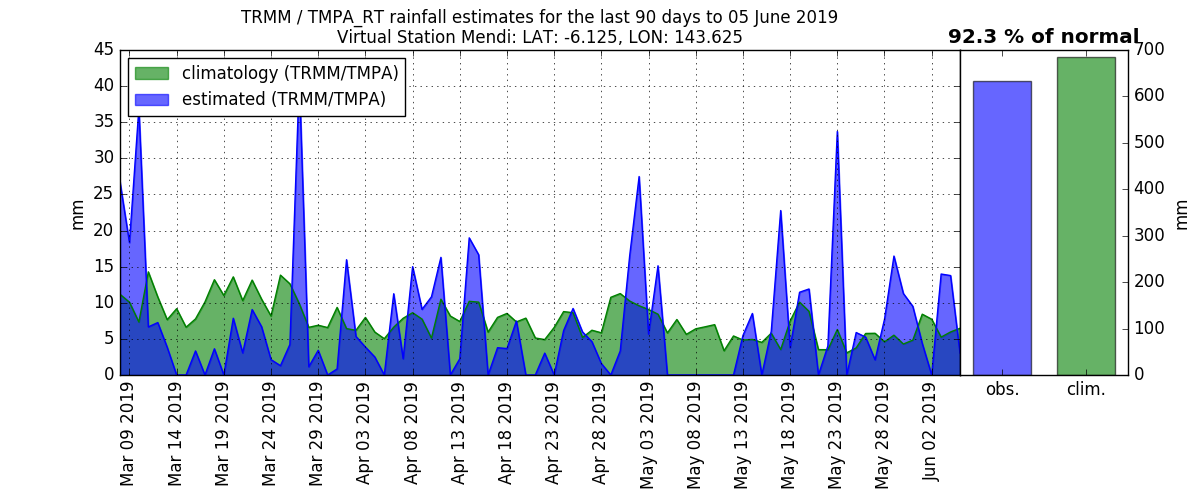 TRMM / TMPA_RT rainfall estimates for the last 90 days to 05 June 2019
Virtual Station Mendi: LAT: -6.125, LON: 143.625
92.3 % of normal
climatology (TRMM/TMPA)
estimated (TRMM/TMPA)
mm
45
40
35
30
25
20
15
10
5
0
Mar 09 2019
Mar 14 2019
Mar 19 2019
Mar 24 2019
Mar 29 2019
Apr 03 2019
Apr 08 2019
Apr 13 2019
Apr 18 2019
Apr 23 2019
Apr 28 2019
May 03 2019
May 08 2019
May 13 2019
May 18 2019
May 23 2019
May 28 2019
Jun 02 2019
obs.
clim.
700
600
500
400
300
200
100
0
mm